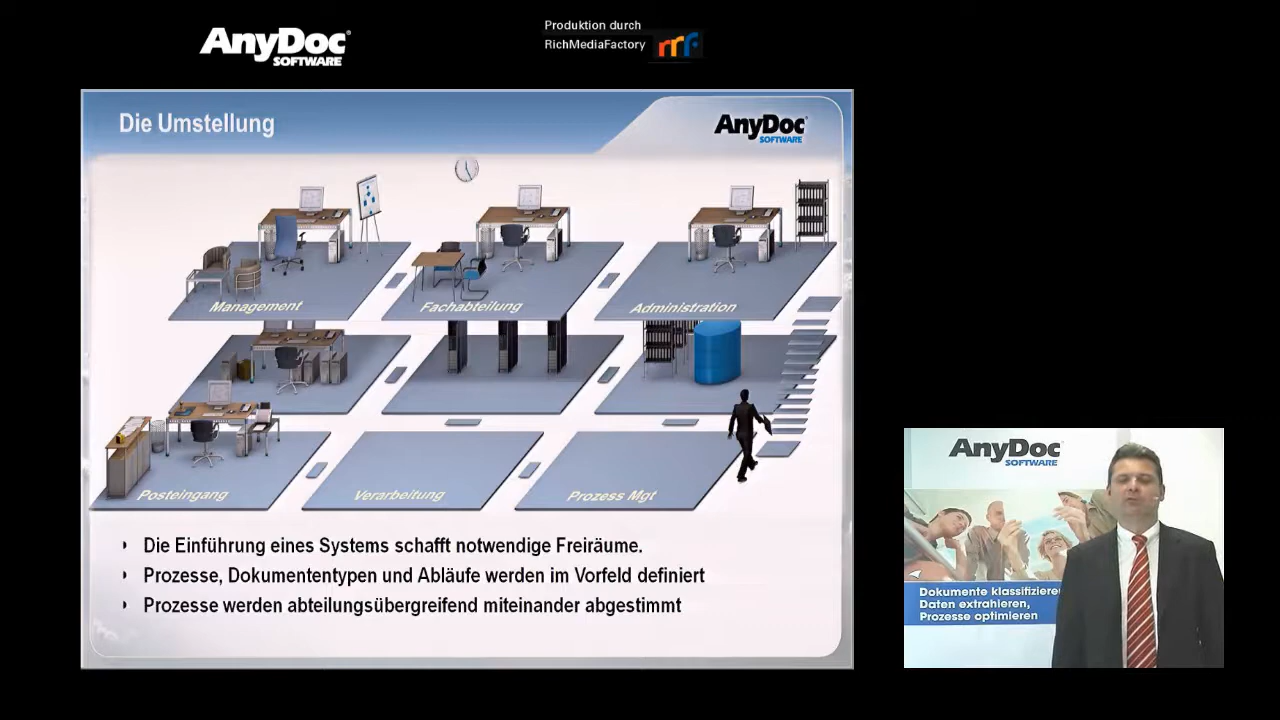 AnyDoc
SOFTWARE
Produktion durch
RichMediaFactory
rrf
Die Umstellung
AnyDoc
SOFTWARE
Management
Fachabteilung
Administration
Posteingang
Verarbeitung
Prozess Mgt
Die Einführung eines Systems schafft notwendige Freiräume.
Prozesse, Dokumententypen und Abläufe werden im Vorfeld definiert
Prozesse werden abteilungsübergreifend miteinander abgestimmt
AnyDoc
SOFTWARE
Dokumente klassifiziere
Daten extrahieren,
Prozesse optimieren